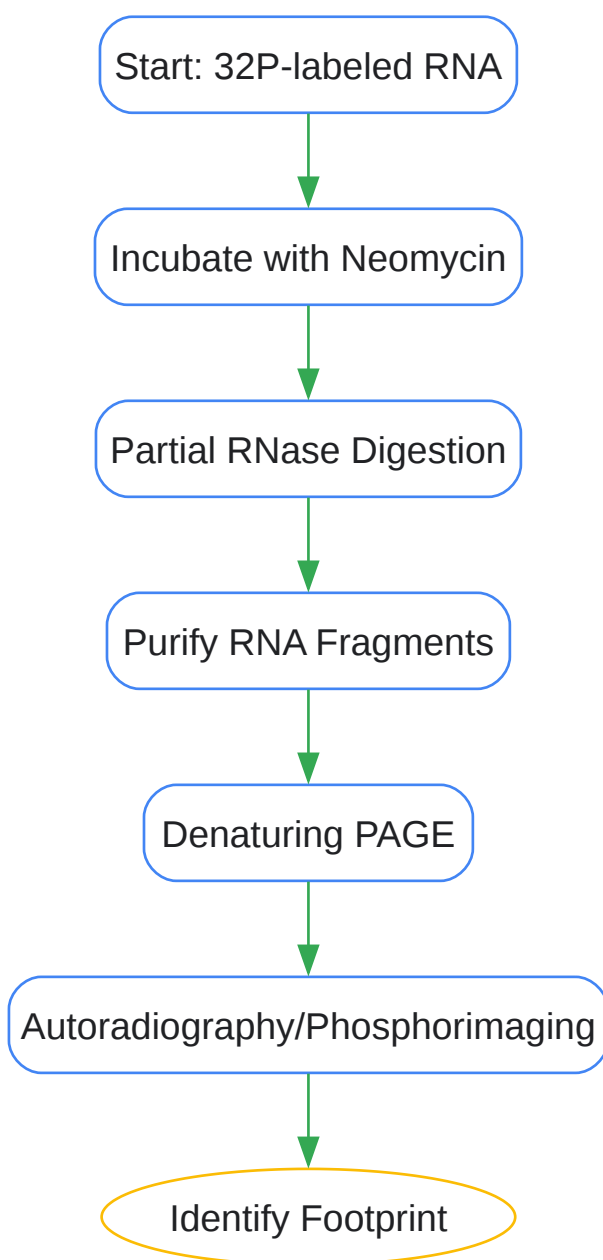 Start: 32P-labeled RNA
Incubate with Neomycin
Partial RNase Digestion
Purify RNA Fragments
Denaturing PAGE
Autoradiography/Phosphorimaging
Identify Footprint